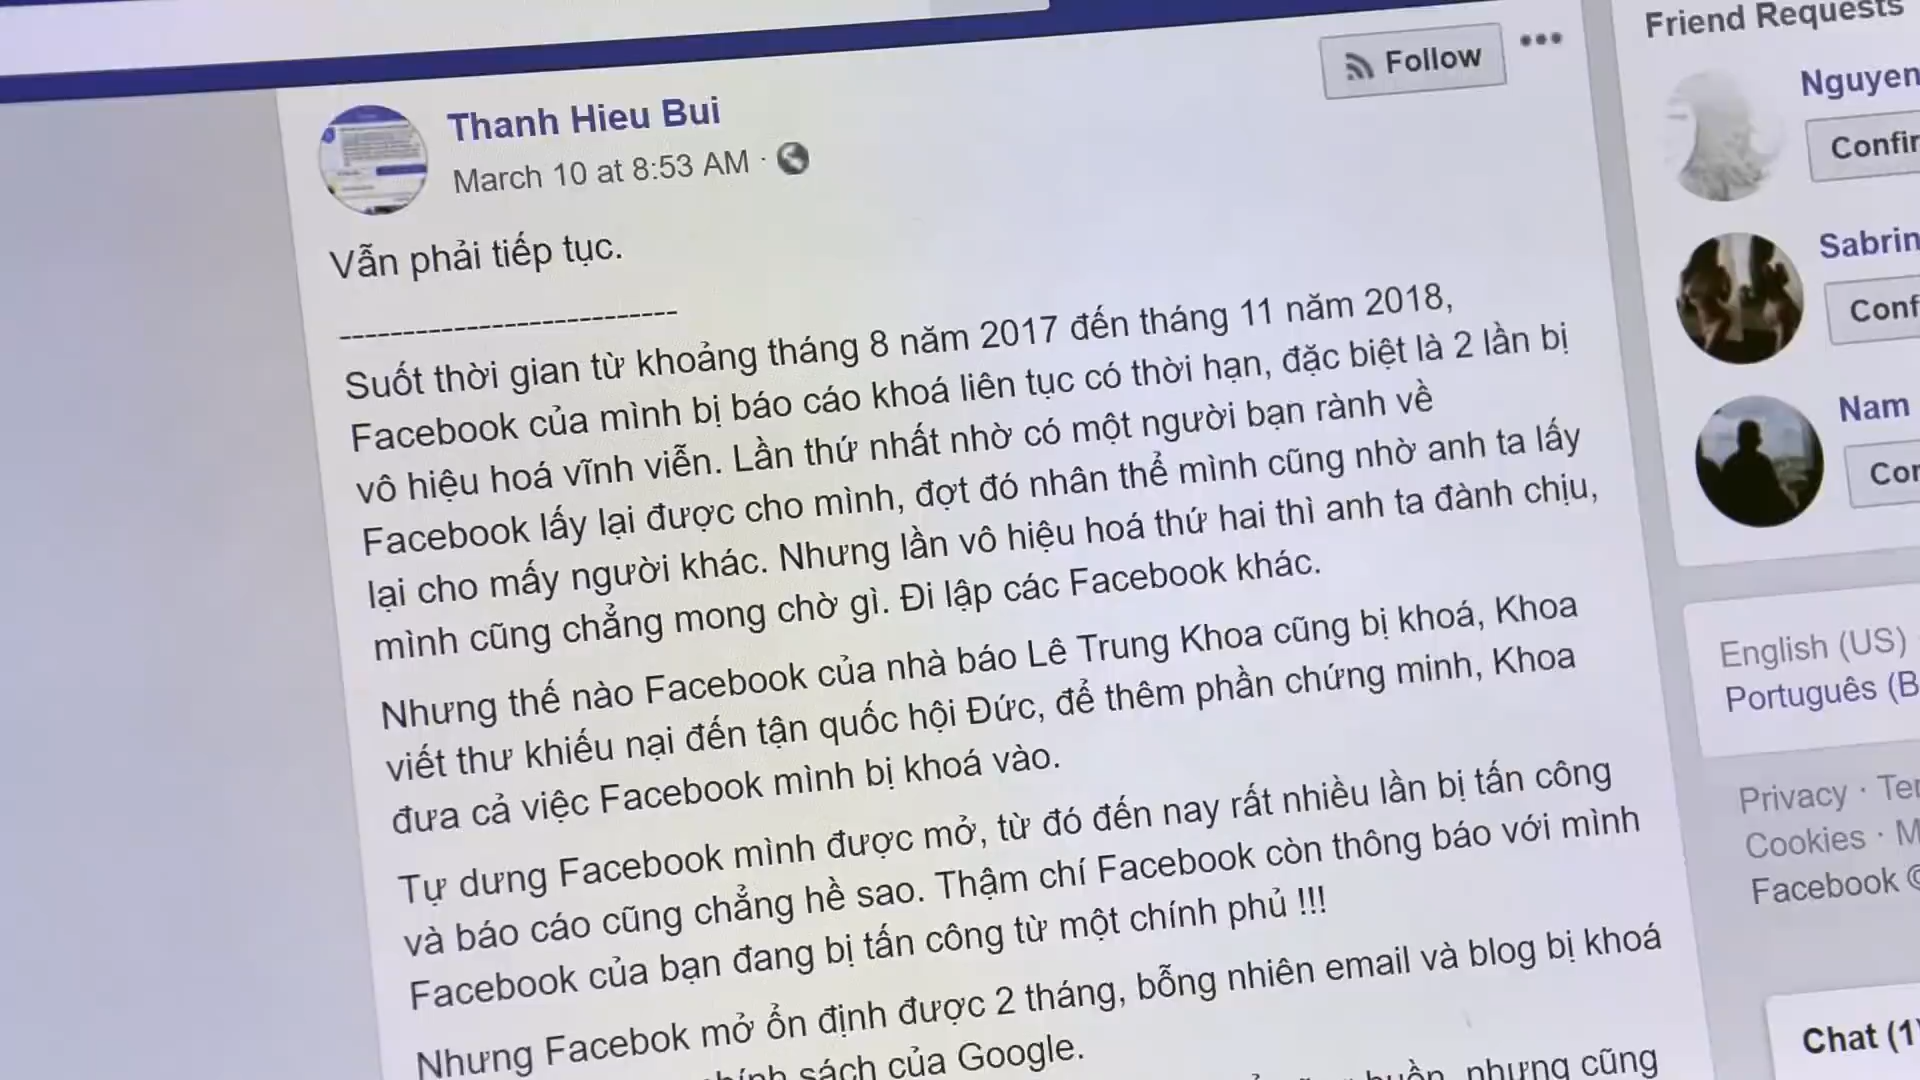 Follow
Thanh Hieu Bui
March 10 at 8:53 AM ·
Vẫn phải tiếp tục.
--------------------------
Suốt thời gian từ khoảng tháng 8 năm 2017 đến tháng 11 năm 2018,
Facebook của mình bị báo cáo khoá liên tục có thời hạn, đặc biệt là 2 lần bị
vô hiệu hoá vĩnh viễn. Lần thứ nhất nhờ có một người bạn rành về
Facebook lấy lại được cho mình, đợt đó nhân thể mình cũng nhờ anh ta lấy
lại cho mấy người khác. Nhưng lần vô hiệu hoá thứ hai thì anh ta đành chịu,
mình cũng chẳng mong chờ gì. Đi lập các Facebook khác.
Nhưng thế nào Facebook của nhà báo Lê Trung Khoa cũng bị khoá, Khoa
viết thư khiếu nại đến tận quốc hội Đức, để thêm phần chứng minh, Khoa
đưa cả việc Facebook mình bị khoá vào.
Tự dưng Facebook mình được mở, từ đó đến nay rất nhiều lần bị tấn công
và báo cáo cũng chẳng hề sao. Thậm chí Facebook còn thông báo với mình
Facebook của bạn đang bị tấn công từ một chính phủ !!!
Nhưng Facebok mở ổn định được 2 tháng, bỗng nhiên email và blog bị khoá
sách của Google.
nhưng cũng
Friend Requests
Nguyen
Confir
Sabrin
Conf
Nam
Con
English (US)
Português (B
Privacy · Ter
Cookies · M
Facebook ©
Chat (1)